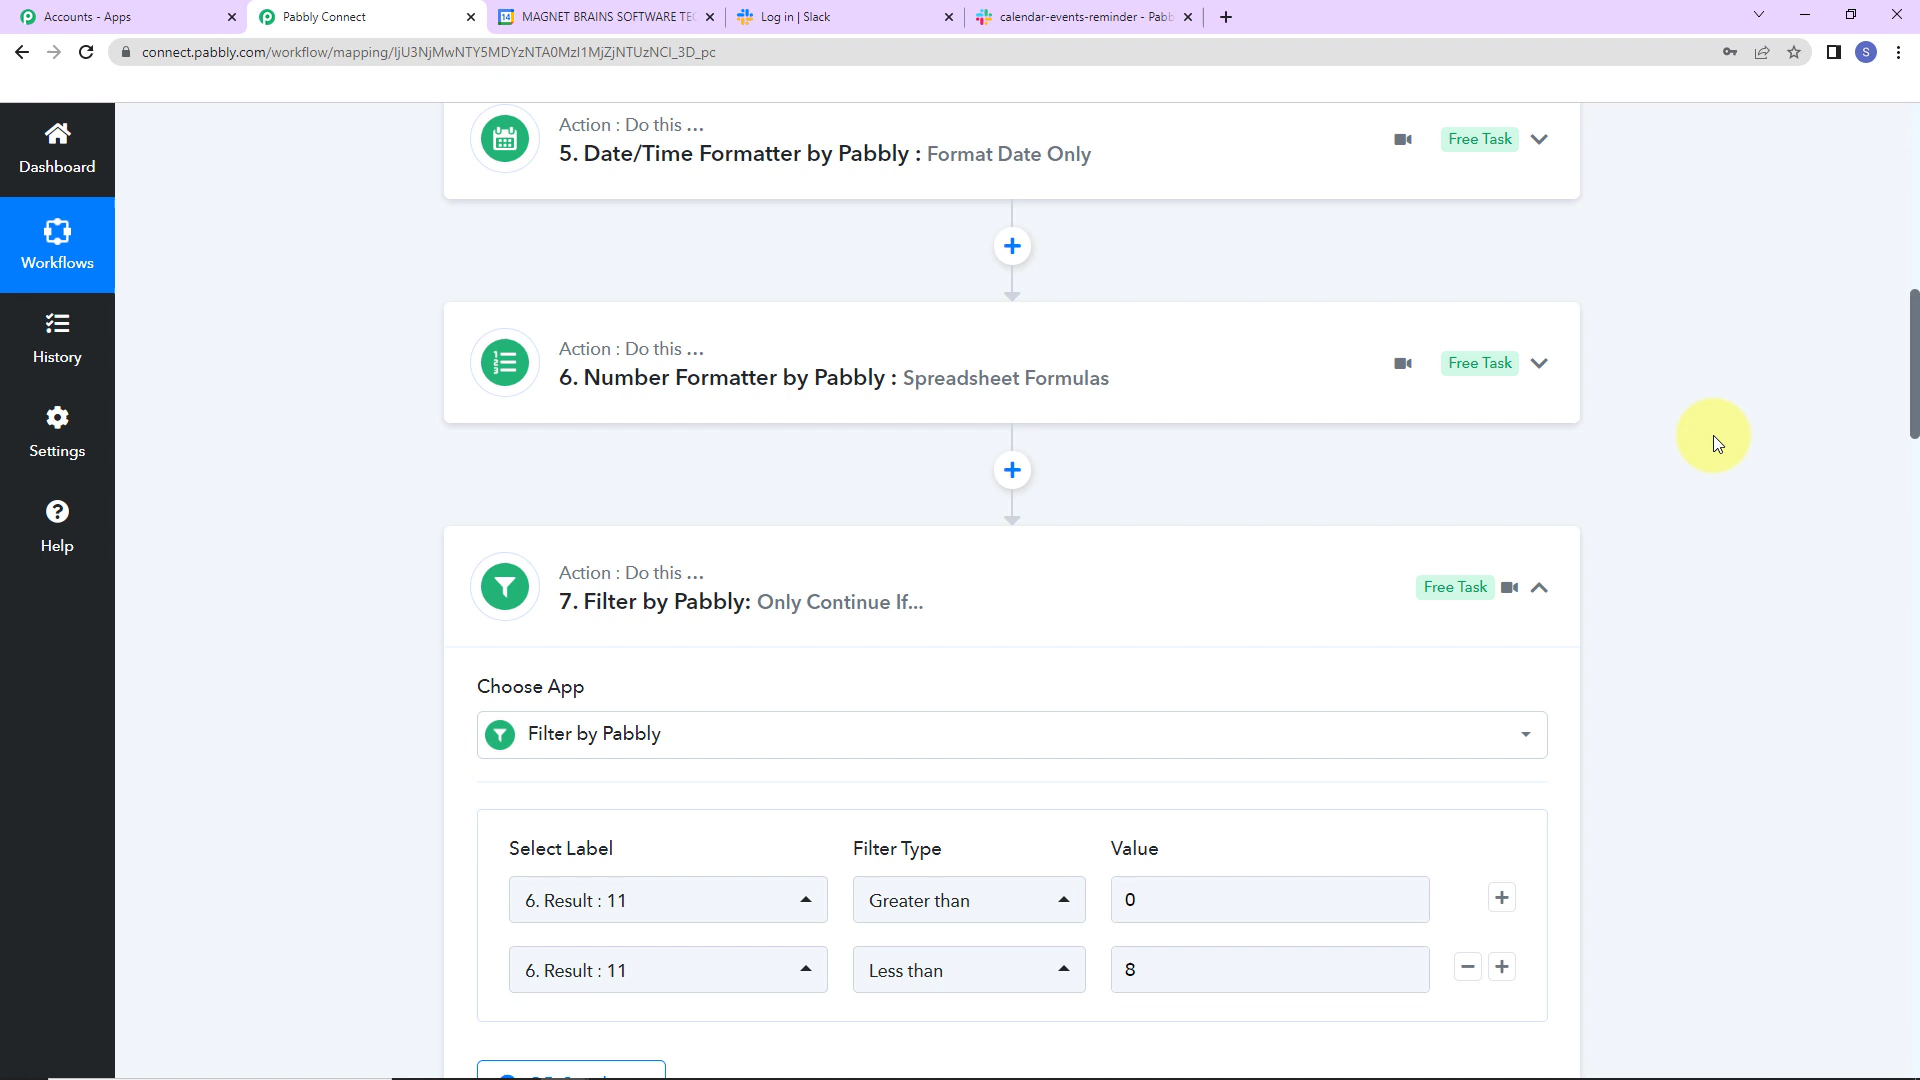 Accounts - Apps
Pabbly Connect
14
MAGNET BRAINS SOFTWARE TEC
Log in | Slack
calendar-events-reminder - Pabb
connect.pabbly.com/workflow/mapping/IjU3NjMwNTY5MDYzNTA0MzI1MjZjNTUzNCI_3D_pc
S
Dashboard
Workflows
History
Settings
Help
Action : Do this ...
5. Date/Time Formatter by Pabbly : Format Date Only
Free Task
Action : Do this ...
6. Number Formatter by Pabbly : Spreadsheet Formulas
Free Task
Action : Do this ...
7. Filter by Pabbly: Only Continue If...
Free Task
Choose App
Filter by Pabbly
Select Label
Filter Type
Value
6. Result : 11
Greater than
0
6. Result : 11
Less than
8